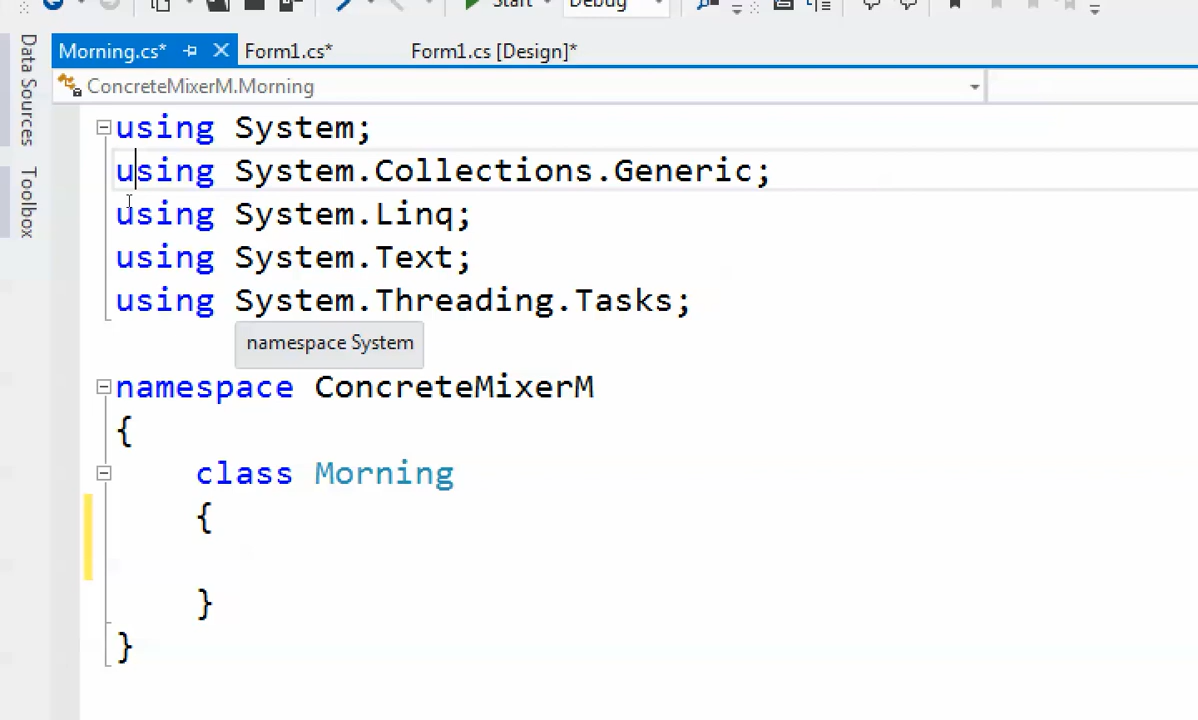 Start
Debug
Data Sources
Toolbox
Morning.cs* Form1.cs* Form1.cs [Design]*
ConcreteMixerM.Morning
using System;
using System.Collections.Generic;
using System.Linq;
using System.Text;
using System.Threading.Tasks;
namespace System
namespace ConcreteMixerM
{
class Morning
{
}
}